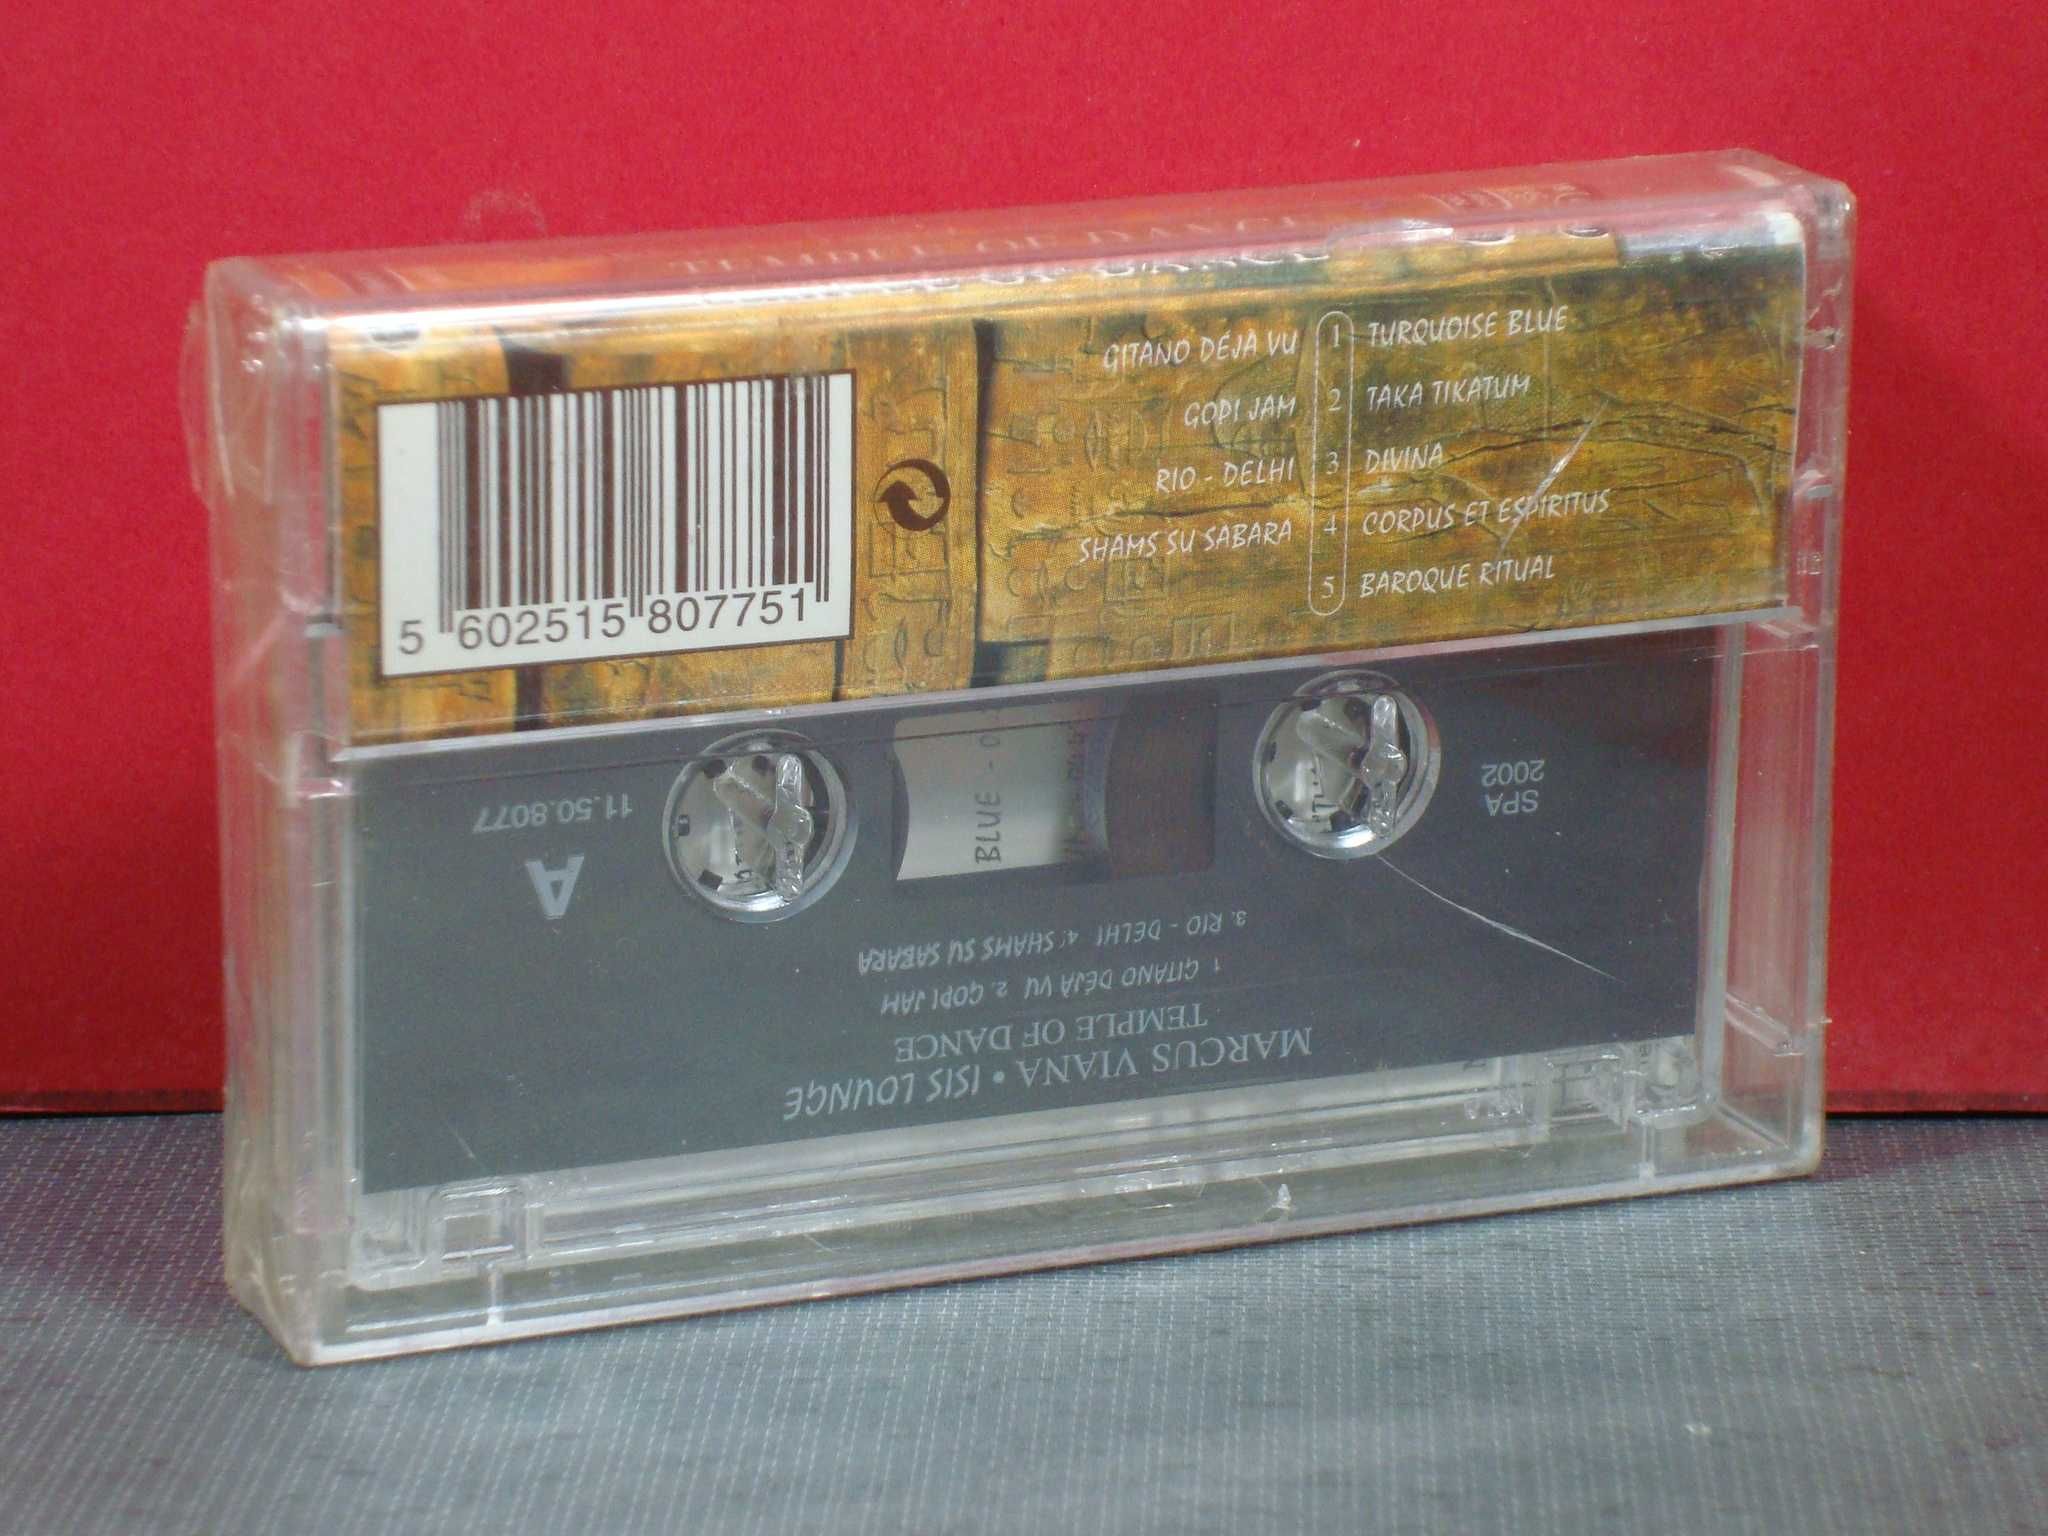 TEMPLE OF DANCE
GITANO DÉJÀ VU 1 TURQUOISE BLUE
GOPI JAM 2 TAKA TIKATUM
RIO - DELHI 3 DIVINA
SHAMS SU SABARA 4 CORPUS ET ESPIRITUS
5 BAROQUE RITUAL
5 602515 807751
MARCUS VIANA • ISIS LOUNGE
TEMPLE OF DANCE
1. GITANO DÉJÀ VU 2. GOPI JAM
3. RIO - DELHI 4. SHAMS SU SABARA
A
11.50.8077
SPA
2002
BLUE -